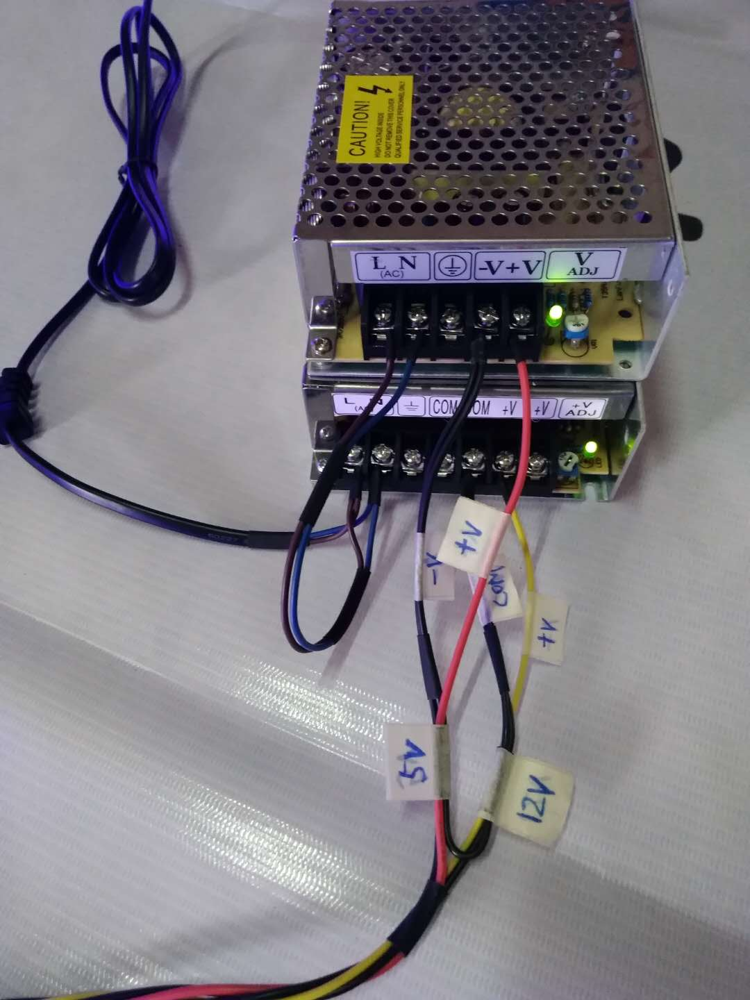 CAUTION!
HIGH VOLTAGE INSIDE
DO NOT REMOVE THIS COVER
QUALIFIED SERVICE PERSONNEL ONLY
L N
(AC)
-V +V
V
ADJ
L N
COM COM +V +V
+V
ADJ
+V
-V
COM
+V
5V
12V